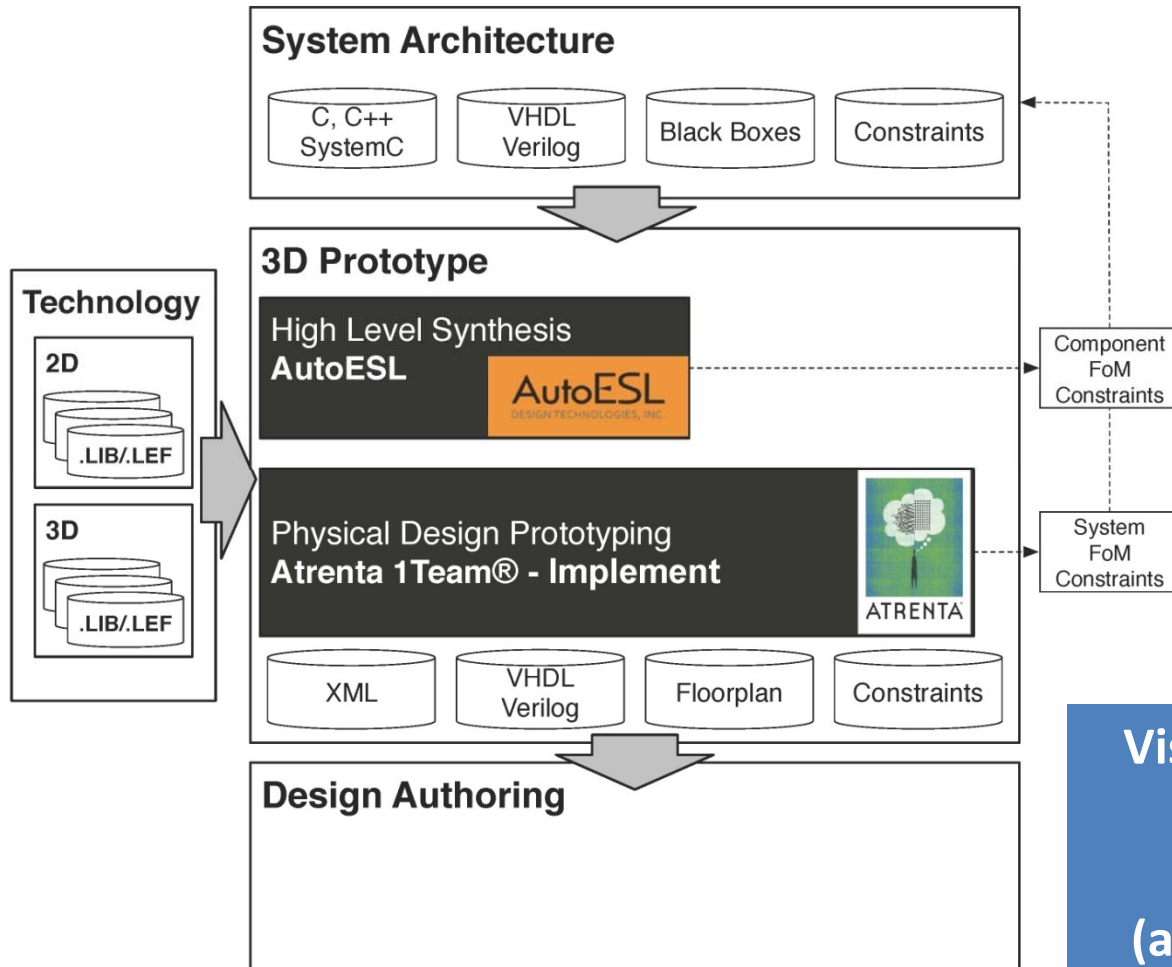 System Architecture
C, C++
SystemC
VHDL
Verilog
Black Boxes
Constraints
3D Prototype
Technology
2D
.LIB/.LEF
3D
.LIB/.LEF
High Level Synthesis
AutoESL
AutoESL
DESIGN TECHNOLOGIES, INC.
Physical Design Prototyping
Atrenta 1Team® - Implement
ATRENTA
Component
FoM
Constraints
System
FoM
Constraints
XML
VHDL
Verilog
Floorplan
Constraints
Design Authoring
Vis
(a